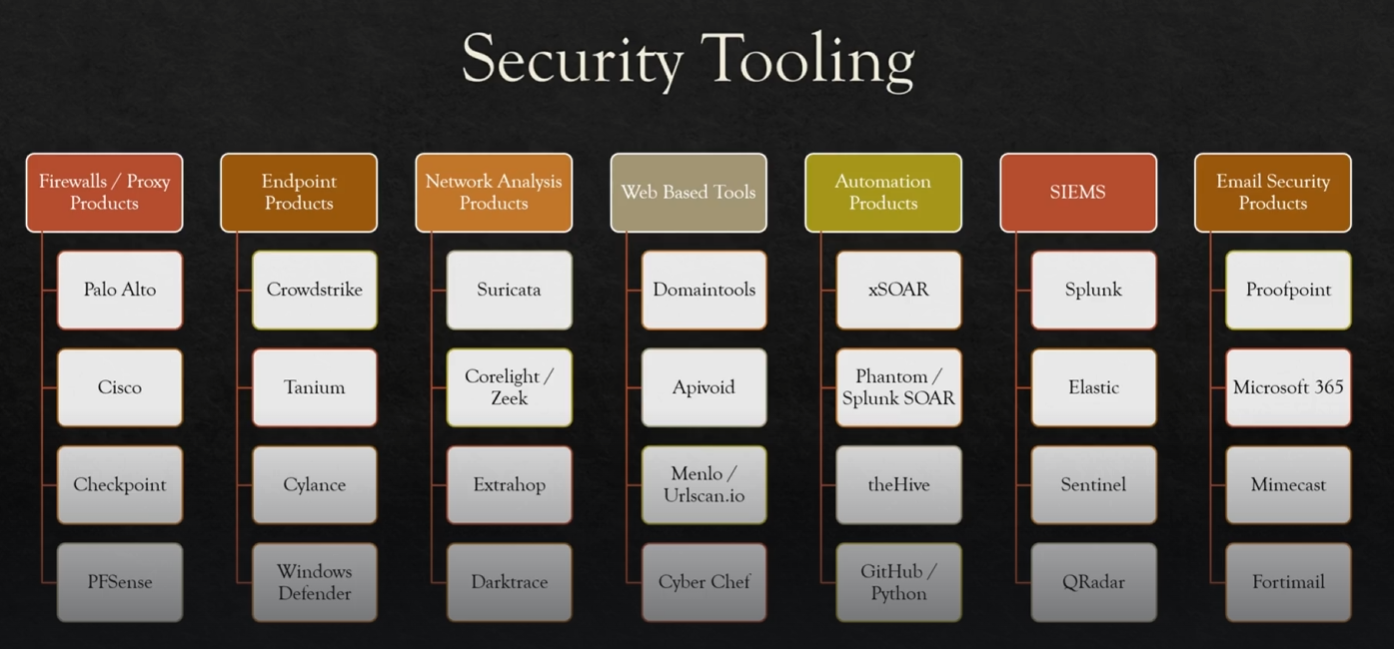 Security Tooling
Firewalls / Proxy
Products
Palo Alto
Cisco
Checkpoint
PFSense
Endpoint
Products
Crowdstrike
Tanium
Cylance
Windows
Defender
Network Analysis
Products
Suricata
Corelight /
Zeek
Extrahop
Darktrace
Web Based Tools
Domaintools
Apivoid
Menlo /
Urlscan.io
Cyber Chef
Automation
Products
xSOAR
Phantom /
Splunk SOAR
theHive
GitHub /
Python
SIEMS
Splunk
Elastic
Sentinel
QRadar
Email Security
Products
Proofpoint
Microsoft 365
Mimecast
Fortimail